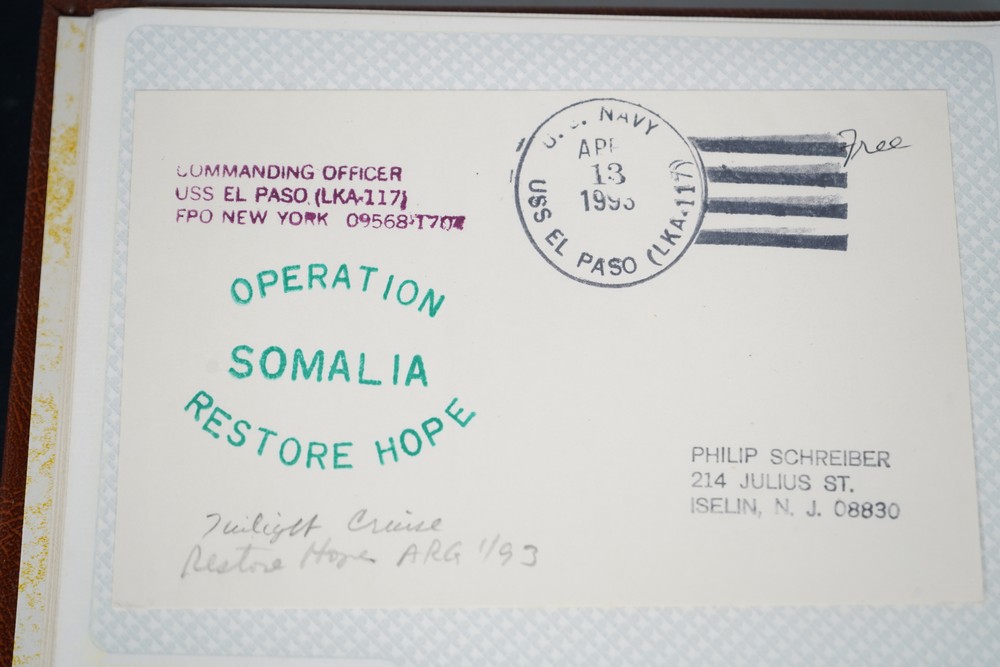 COMMANDING OFFICER
USS EL PASO (LKA-117)
FPO NEW YORK 09568-1702
U.S. NAVY
APR
13
1993
USS EL PASO (LKA-117)
Free
OPERATION
SOMALIA
RESTORE HOPE
PHILIP SCHREIBER
214 JULIUS ST.
ISELIN, N. J. 08830
Twilight Cruise
Restore Hope ARG 1/93